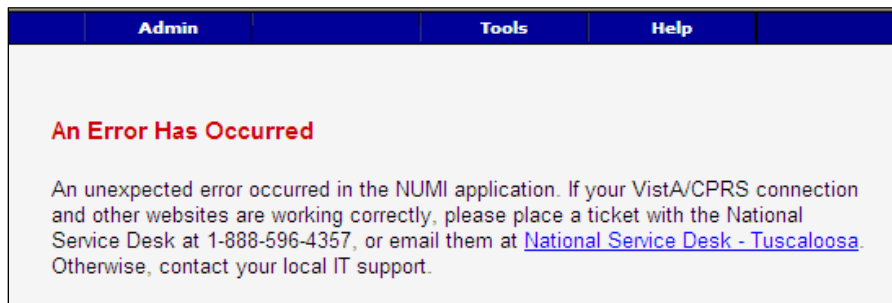 Admin Tools Help
An Error Has Occurred
An unexpected error occurred in the NUMI application. If your VistA/CPRS connection
and other websites are working correctly, please place a ticket with the National
Service Desk at 1-888-596-4357, or email them at National Service Desk - Tuscaloosa.
Otherwise, contact your local IT support.